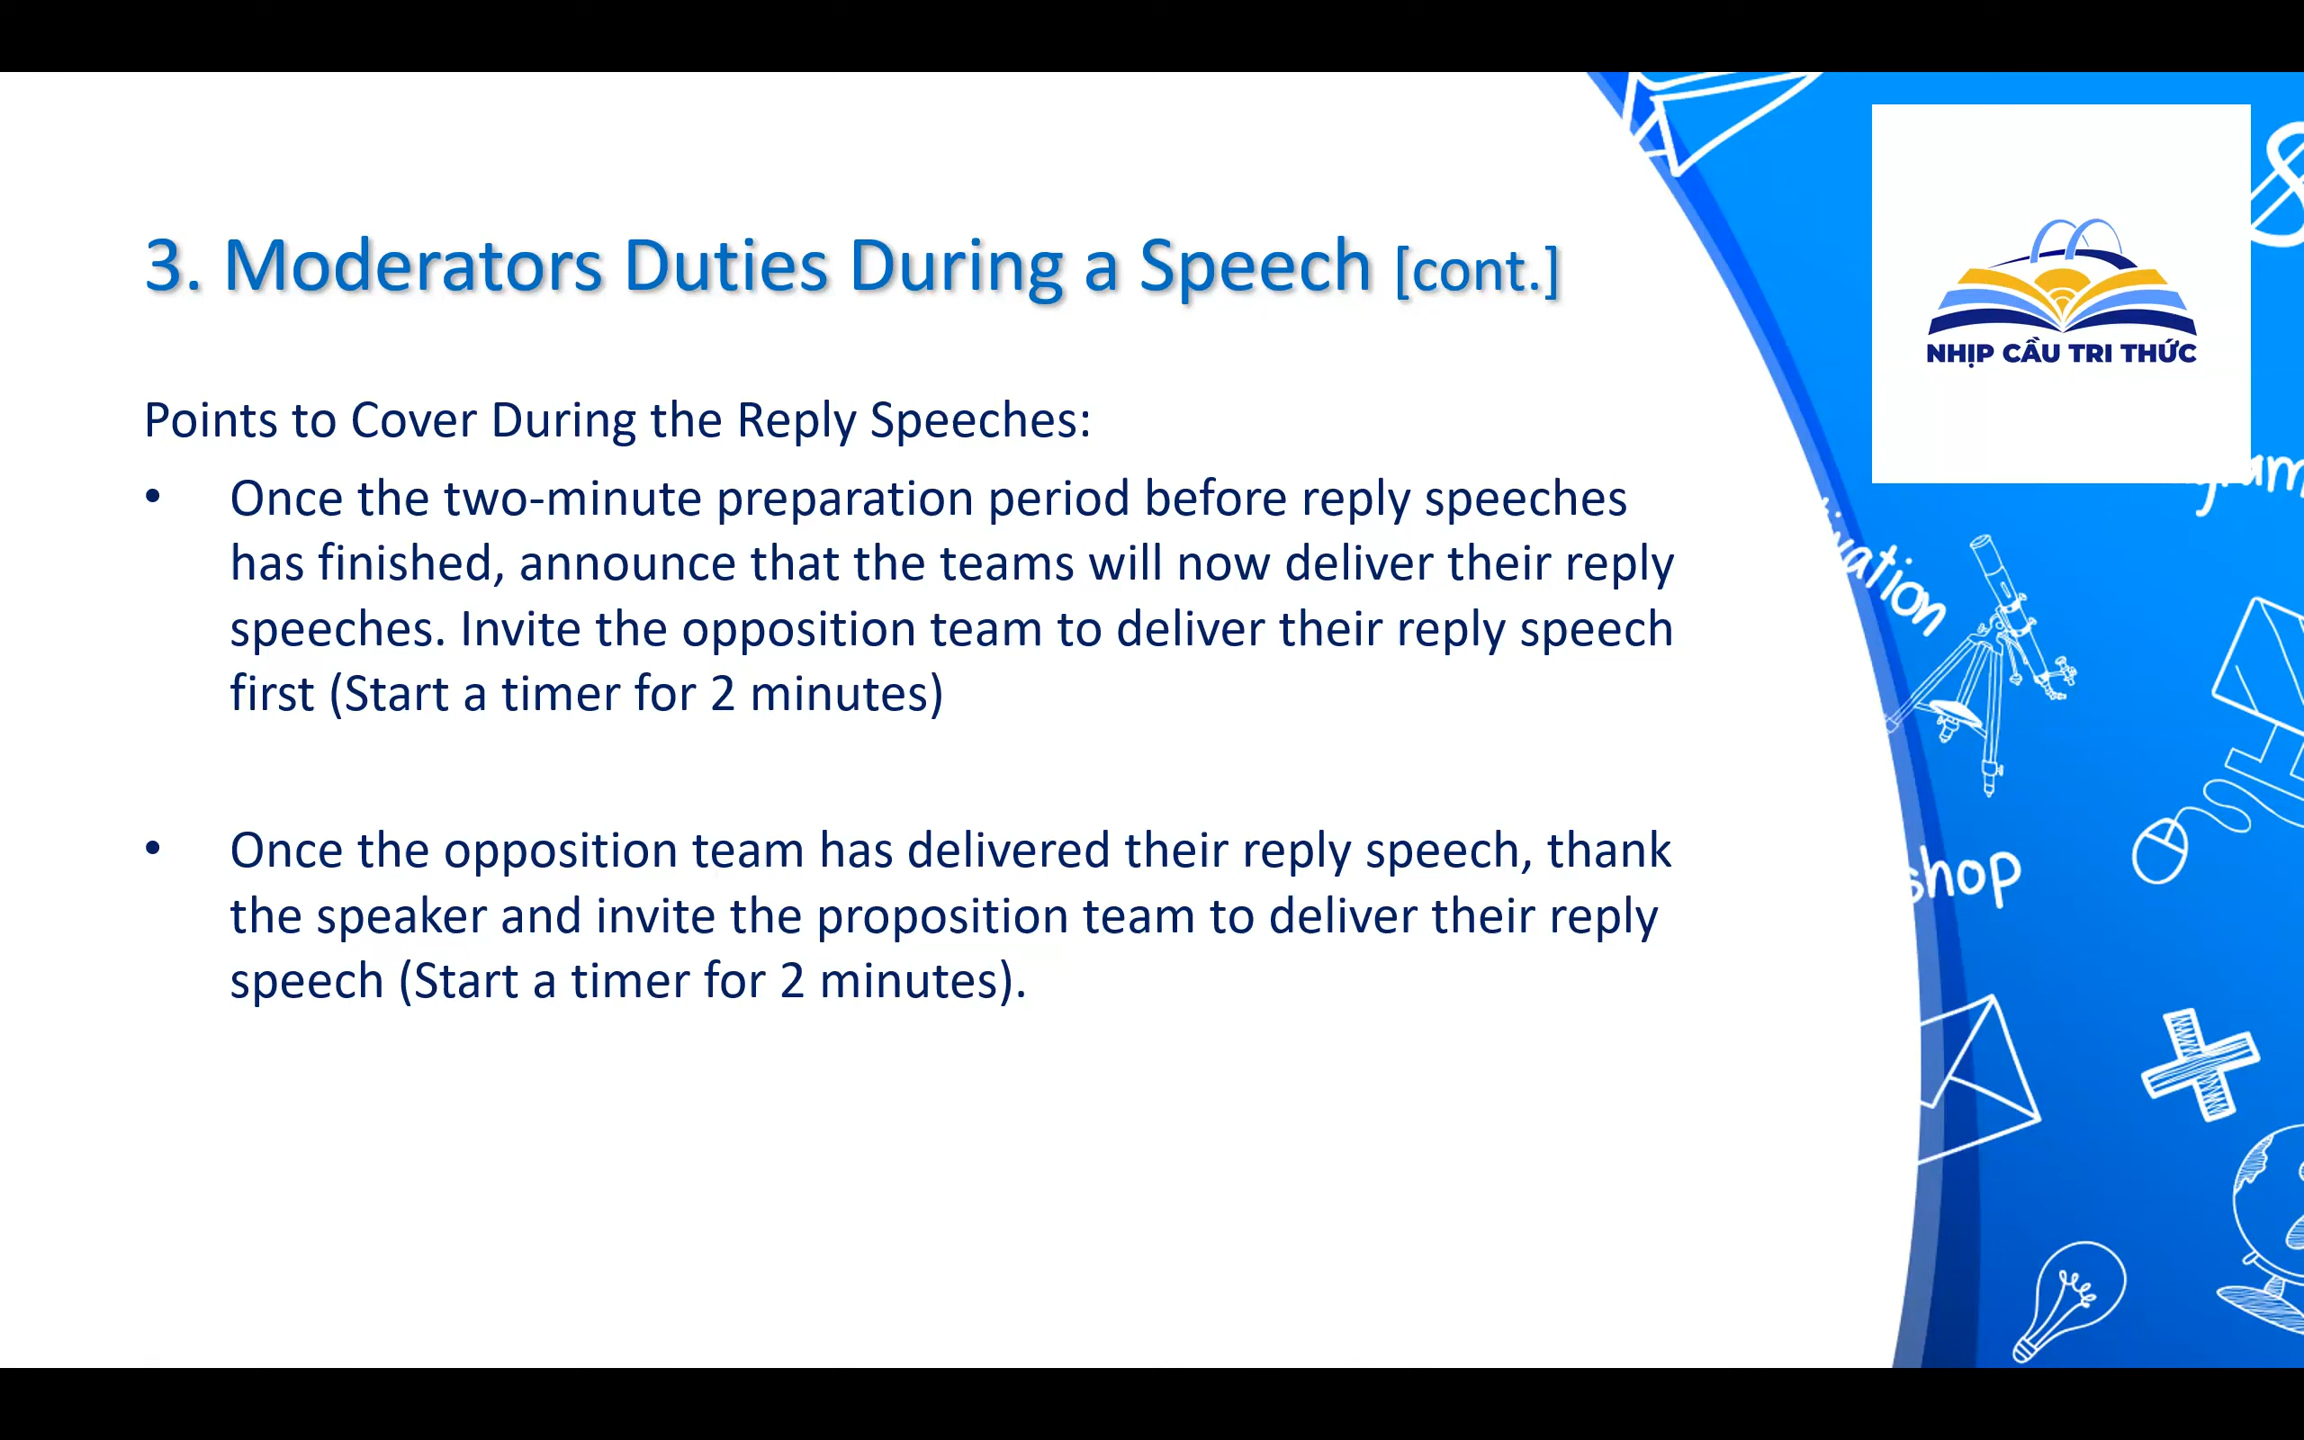 3. Moderators Duties During a Speech [cont.]
NHỊP CẦU TRI THỨC
Points to Cover During the Reply Speeches:
• Once the two-minute preparation period before reply speeches
has finished, announce that the teams will now deliver their reply
speeches. Invite the opposition team to deliver their reply speech
first (Start a timer for 2 minutes)
• Once the opposition team has delivered their reply speech, thank
the speaker and invite the proposition team to deliver their reply
speech (Start a timer for 2 minutes).